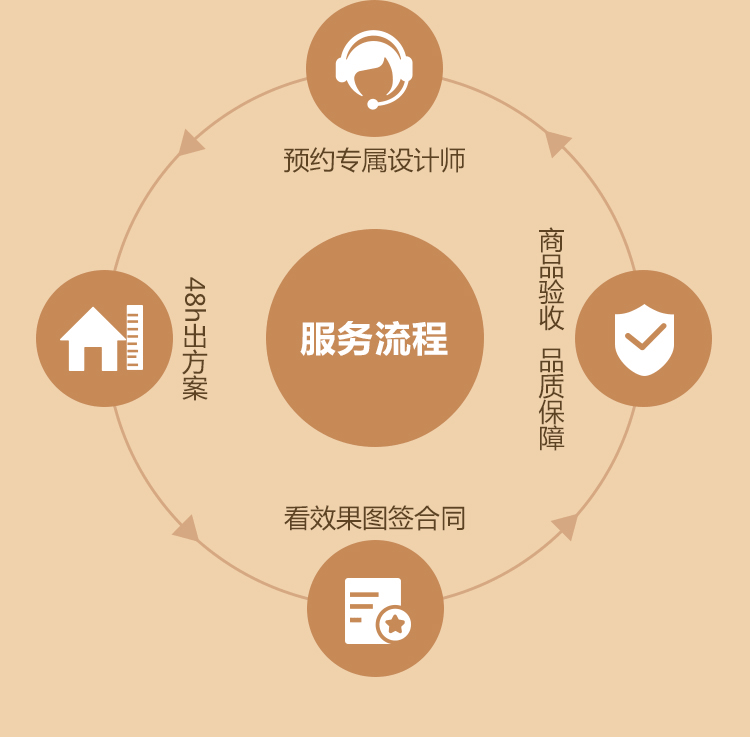 预约专属设计师
48h出方案
服务流程
商品验收 品质保障
看效果图签合同